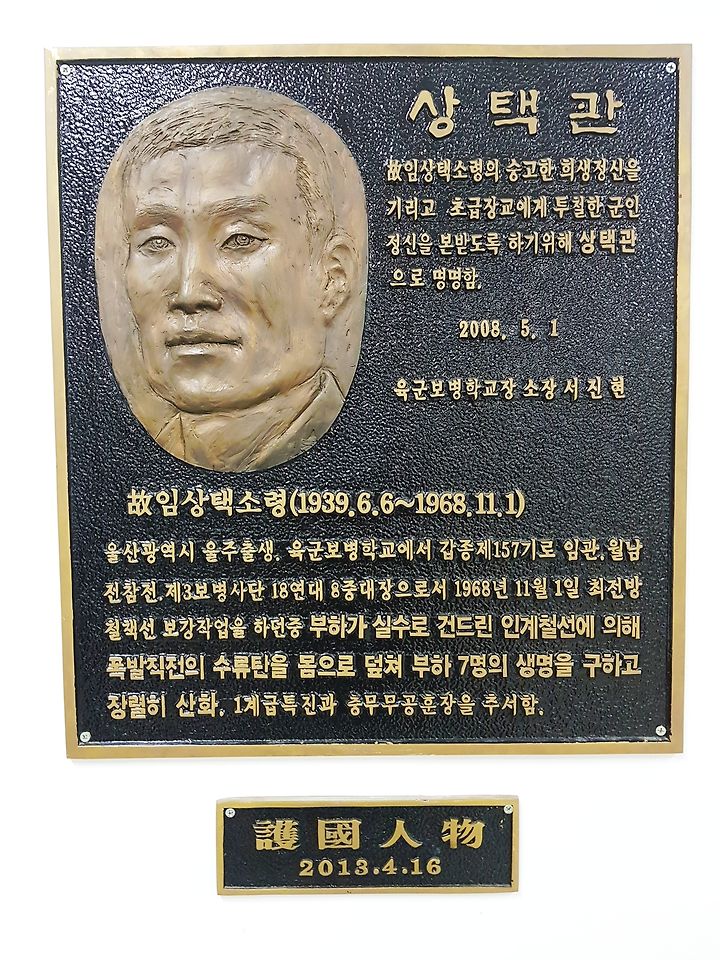 상택관
故임상택소령의 숭고한 희생정신을
기리고 초급장교에게 투철한 군인
정신을 본받도록 하기위해 상택관
으로 명명함.
2008. 5. 1
육군보병학교장 소장 서진현
故임상택소령(1939.6.6~1968.11.1)
울산광역시 울주출생. 육군보병학교에서 갑종제157기로 임관.월남
전참전.제3보병사단 18연대 8중대장으로서 1968년 11월 1일 최전방
철책선 보강작업을 하던중 부하가 실수로 건드린 인계철선에 의해
폭발직전의 수류탄을 몸으로 덮쳐 부하 7명의 생명을 구하고
장렬히 산화. 1계급특진과 충무무공훈장을 추서함.
護國人物
2013.4.16